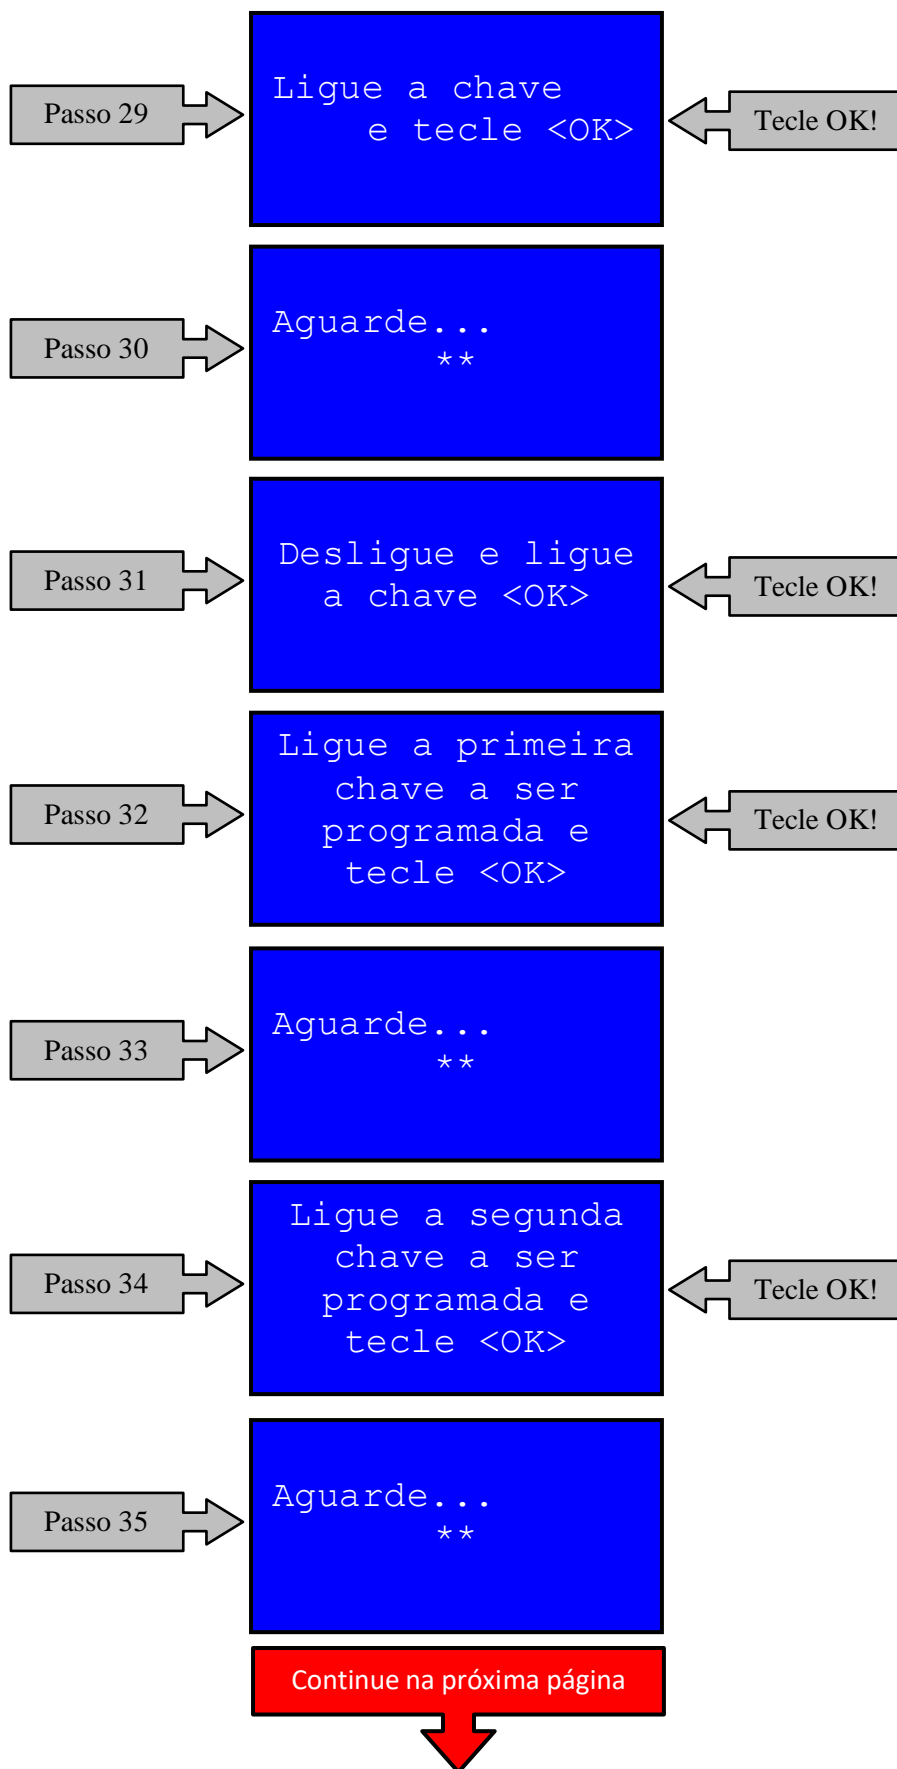 Passo 29
Ligue a chave
e tecle <OK>
Tecle OK!
Passo 30
Aguarde...
**
Passo 31
Desligue e ligue
a chave <OK>
Tecle OK!
Passo 32
Ligue a primeira
chave a ser
programada e
tecle <OK>
Tecle OK!
Passo 33
Aguarde...
**
Passo 34
Ligue a segunda
chave a ser
programada e
tecle <OK>
Tecle OK!
Passo 35
Aguarde...
**
Continue na próxima página